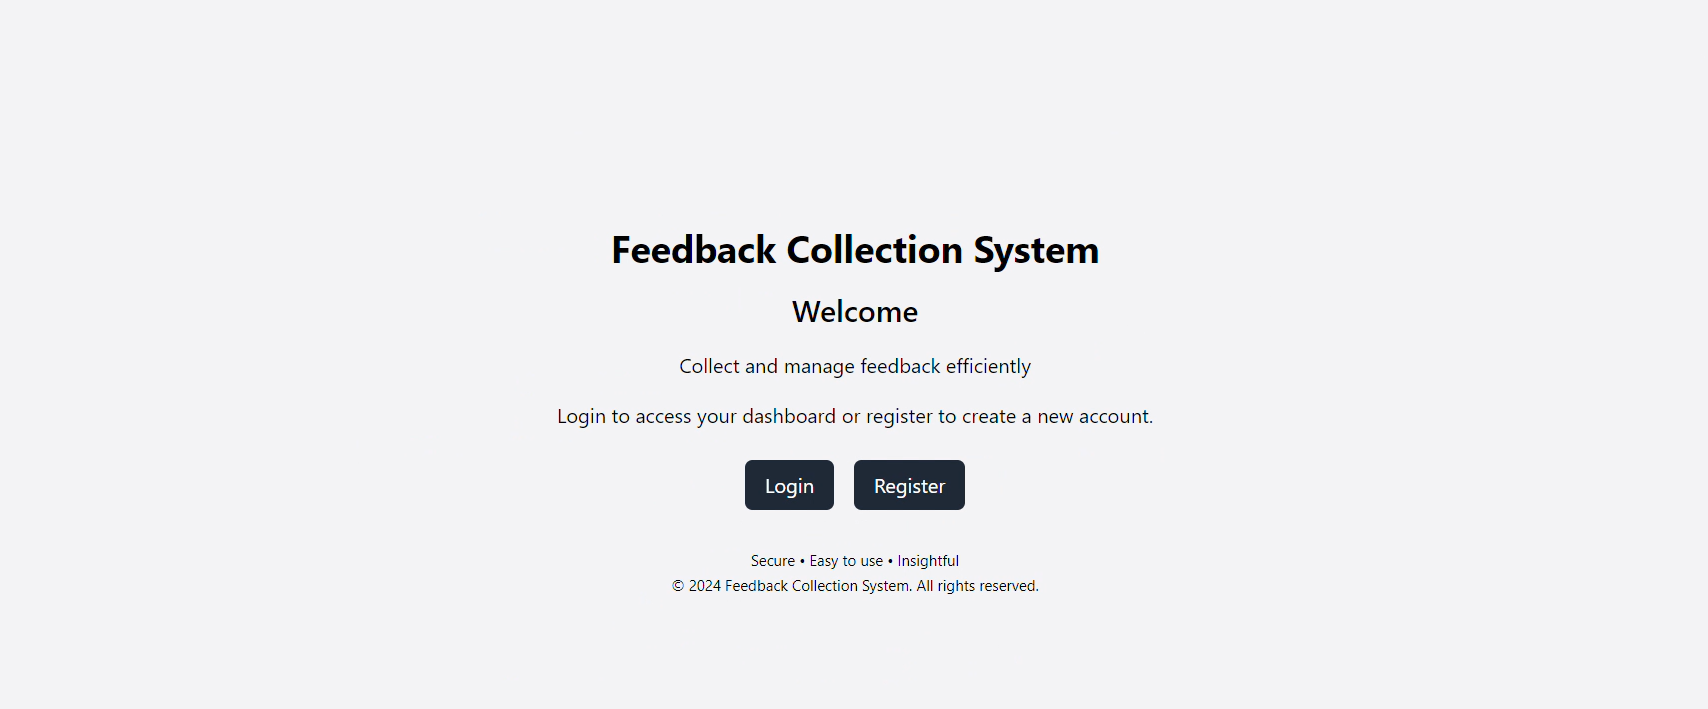 Feedback Collection System
Welcome
Collect and manage feedback efficiently
Login to access your dashboard or register to create a new account.
Login
Register
Secure • Easy to use • Insightful
© 2024 Feedback Collection System. All rights reserved.